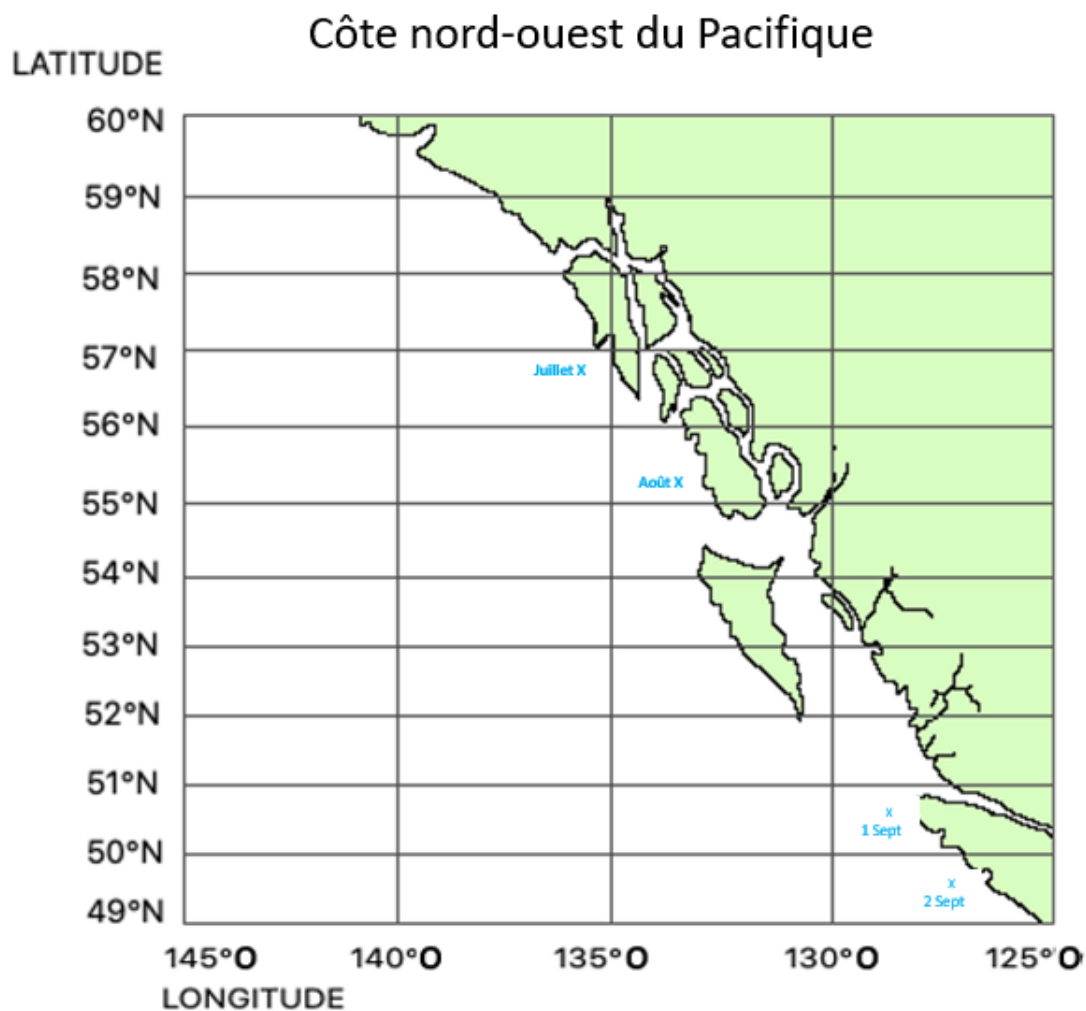 Côte nord-ouest du Pacifique
LATITUDE
60°N
59°N
58°N
57°N
Juillet X
56°N
Août X
55°N
54°N
53°N
52°N
51°N
x
1 Sept
50°N
x
2 Sept
49°N
145°O 140°O 135°O 130°O 125°O
LONGITUDE